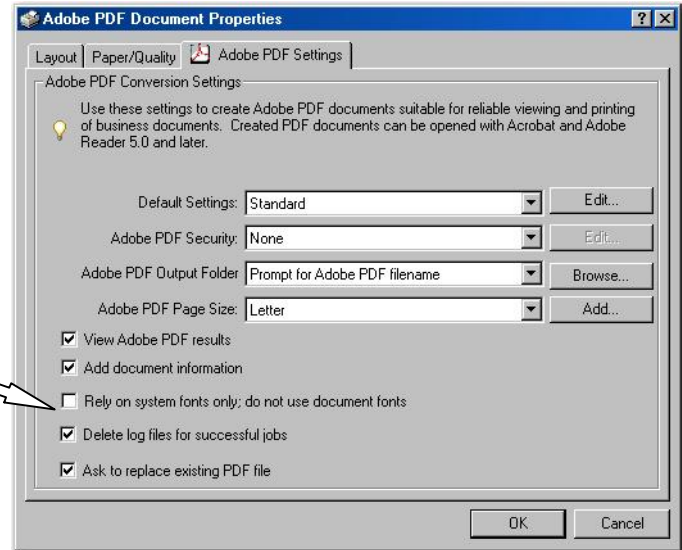 Adobe PDF Document Properties
Layout Paper/Quality Adobe PDF Settings
Adobe PDF Conversion Settings
Use these settings to create Adobe PDF documents suitable for reliable viewing and printing
of business documents. Created PDF documents can be opened with Acrobat and Adobe
Reader 5.0 and later.
Default Settings: Standard Edit...
Adobe PDF Security: None Edit...
Adobe PDF Output Folder Prompt for Adobe PDF filename Browse...
Adobe PDF Page Size: Letter Add...
View Adobe PDF results
Add document information
Rely on system fonts only; do not use document fonts
Delete log files for successful jobs
Ask to replace existing PDF file
OK Cancel